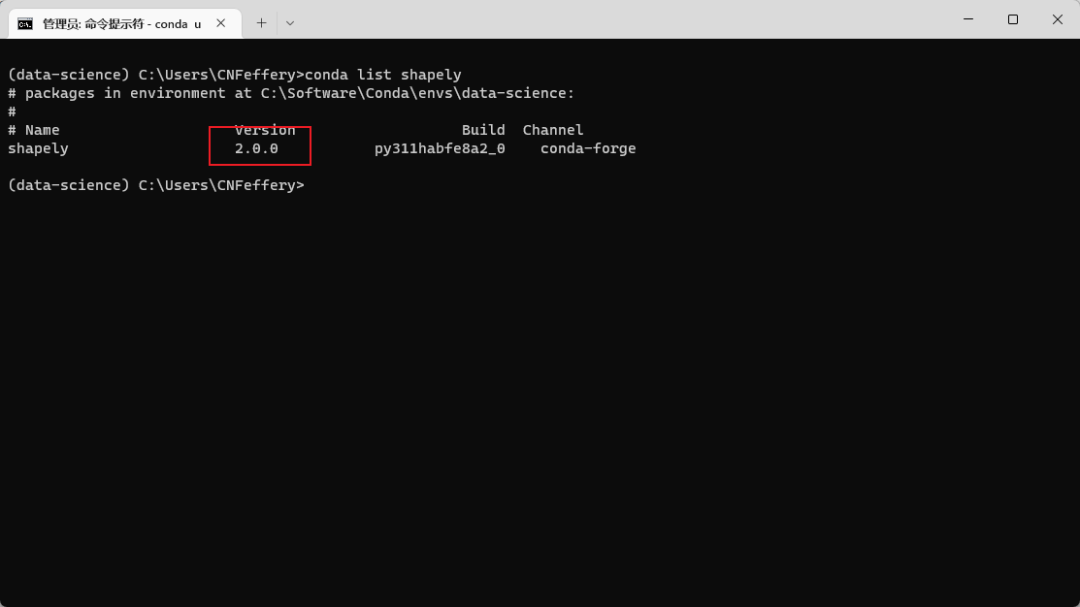 管理员: 命令提示符 - conda u
(data-science) C:\Users\CNFeffery>conda list shapely
# packages in environment at C:\Software\Conda\envs\data-science:
#
# Name                    Version                   Build  Channel
shapely                   2.0.0           py311habfe8a2_0    conda-forge
(data-science) C:\Users\CNFeffery>